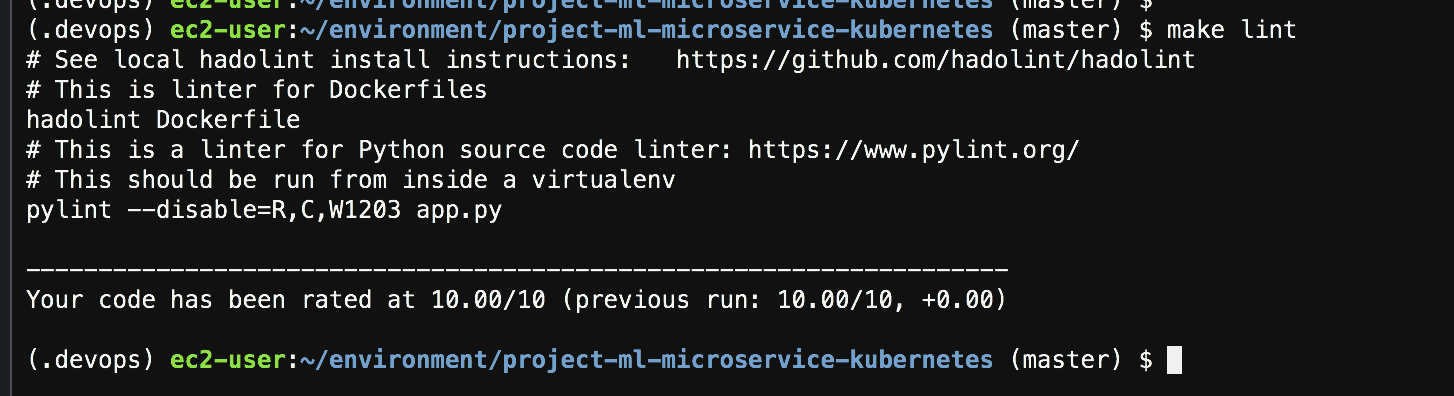 (.devops) ec2-user:~/environment/project-ml-microservice-kubernetes (master) $
(.devops) ec2-user:~/environment/project-ml-microservice-kubernetes (master) $ make lint
# See local hadolint install instructions:   https://github.com/hadolint/hadolint
# This is linter for Dockerfiles
hadolint Dockerfile
# This is a linter for Python source code linter: https://www.pylint.org/
# This should be run from inside a virtualenv
pylint --disable=R,C,W1203 app.py
--------------------------------------------------------------------
Your code has been rated at 10.00/10 (previous run: 10.00/10, +0.00)
(.devops) ec2-user:~/environment/project-ml-microservice-kubernetes (master) $